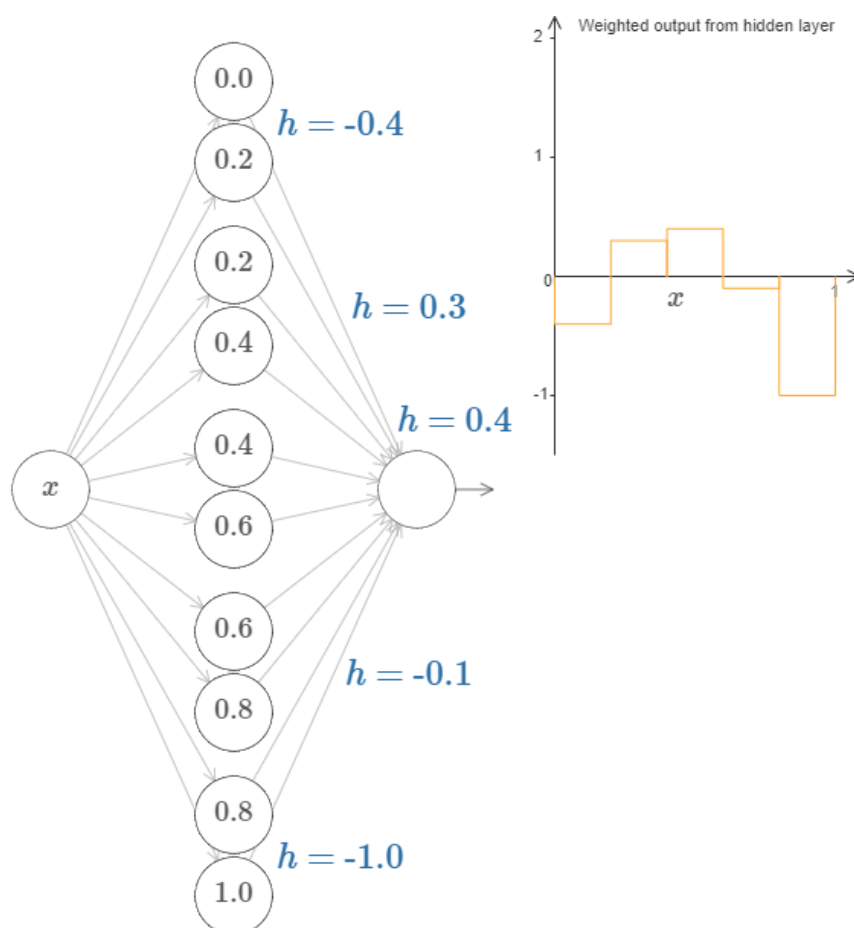 0.0
h = -0.4
0.2
0.2
h = 0.3
0.4
h = 0.4
0.4
x
0.6
0.6
h = -0.1
0.8
0.8
h = -1.0
1.0
Weighted output from hidden layer
2
1
0
x
1
-1